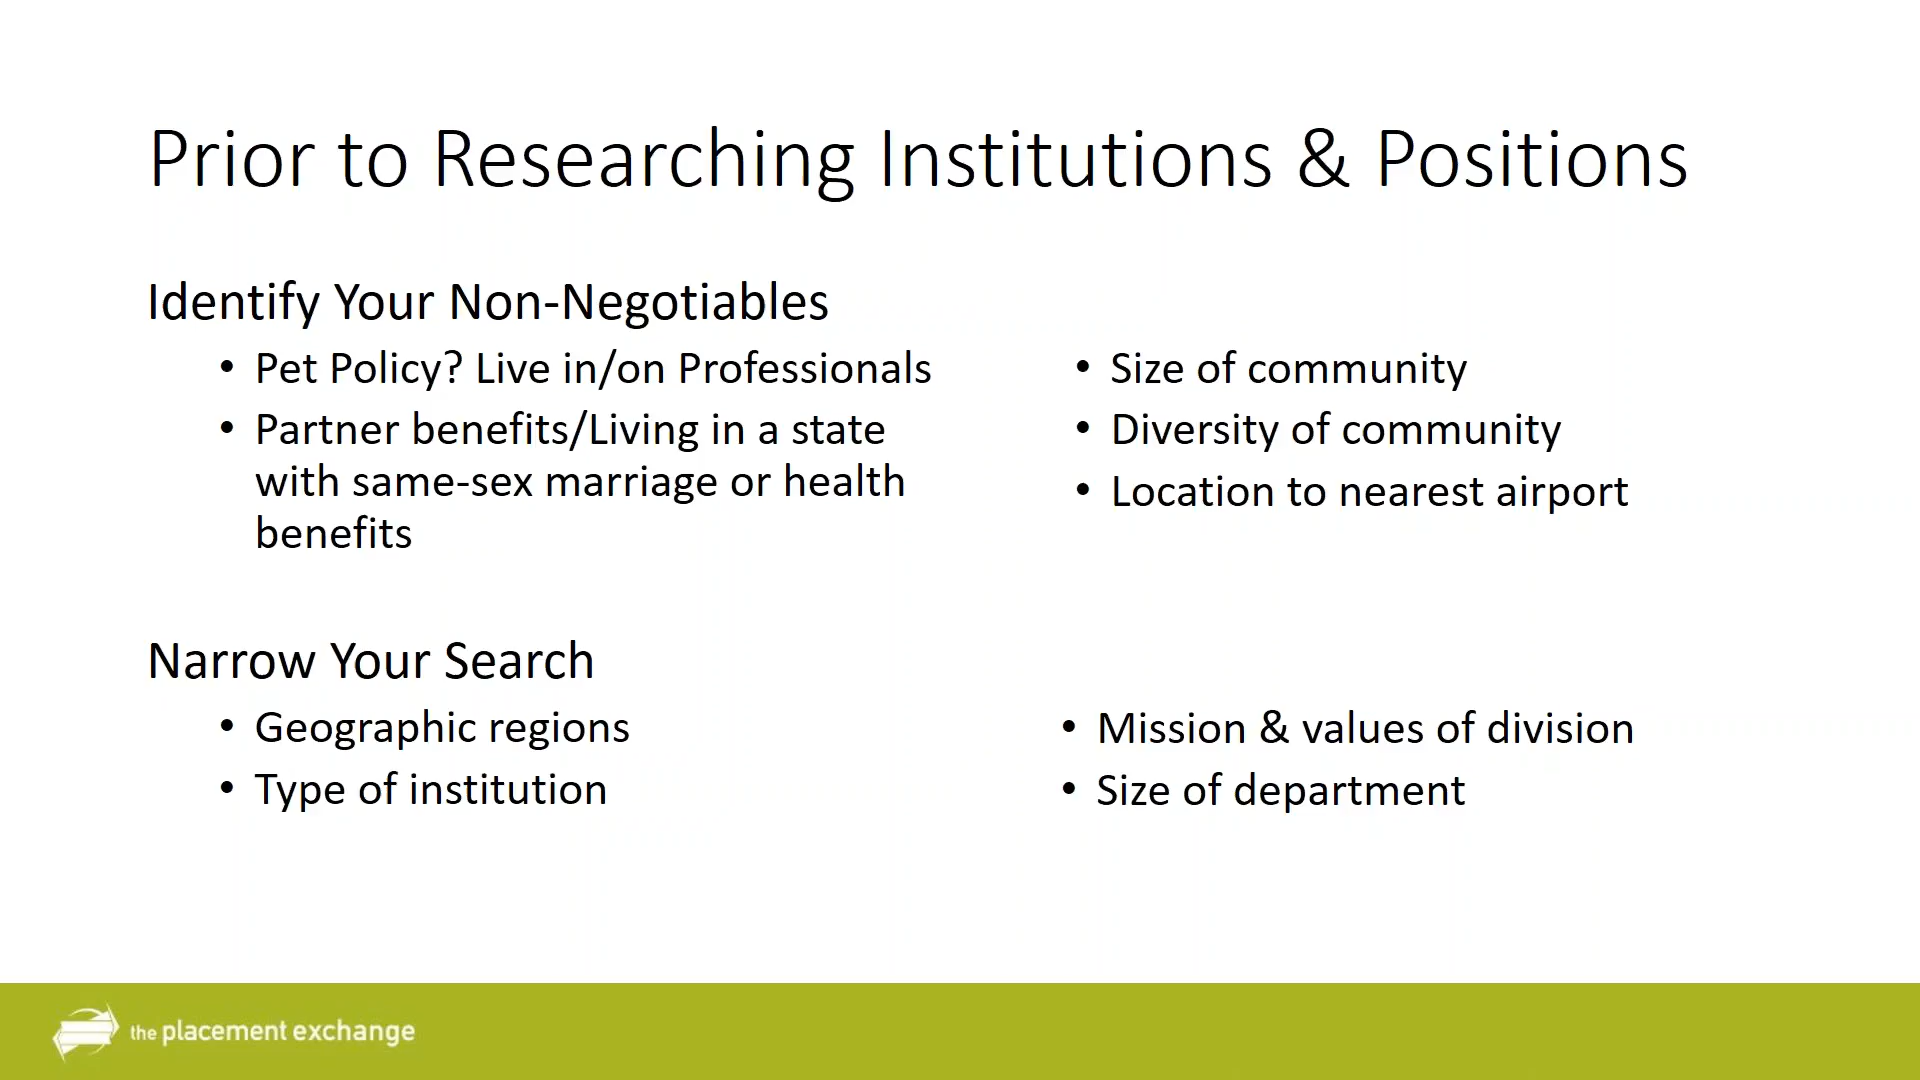 Prior to Researching Institutions & Positions
Identify Your Non-Negotiables
• Pet Policy? Live in/on Professionals
• Partner benefits/Living in a state
with same-sex marriage or health
benefits
• Size of community
• Diversity of community
• Location to nearest airport
Narrow Your Search
• Geographic regions
• Type of institution
• Mission & values of division
• Size of department
the placement exchange